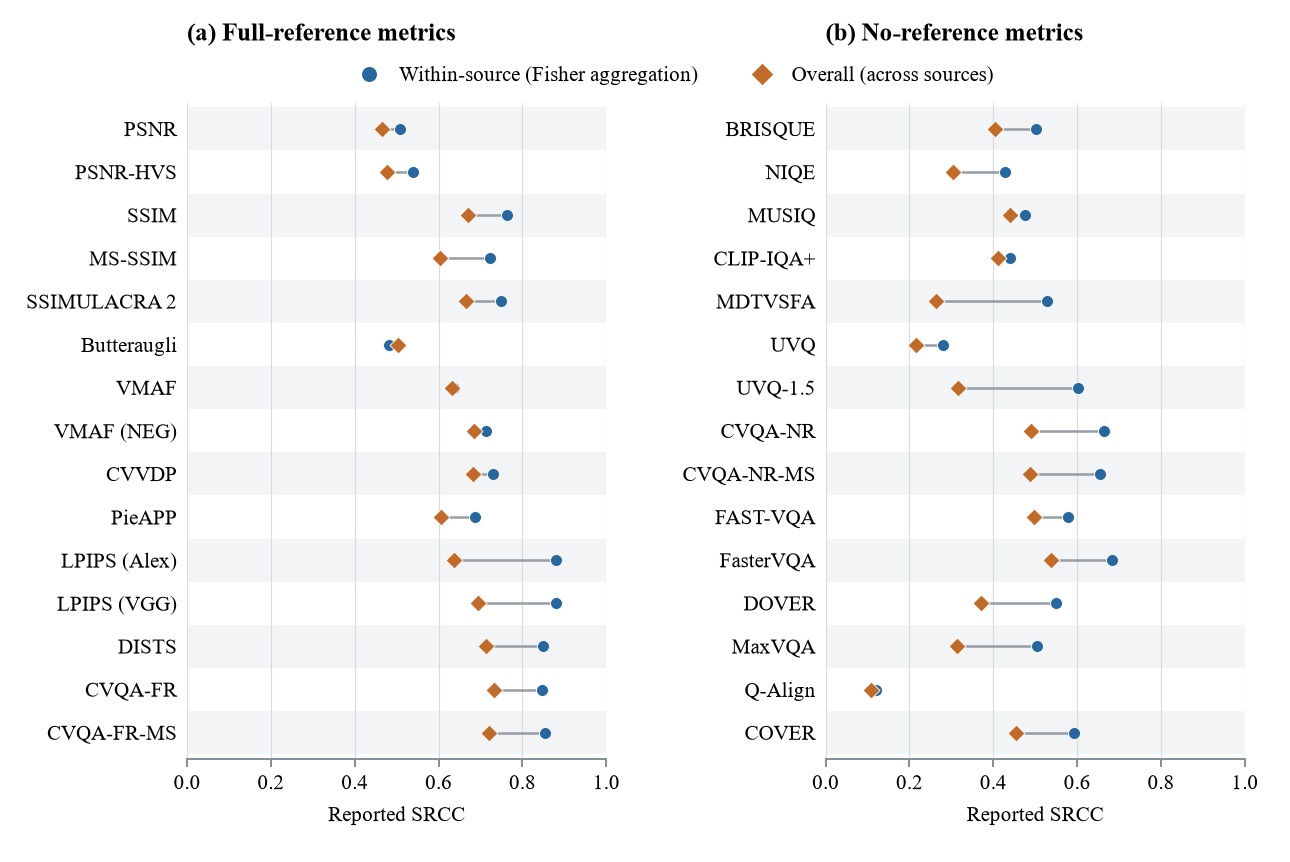 (a) Full-reference metrics
(b) No-reference metrics
Within-source (Fisher aggregation)
Overall (across sources)
PSNR
PSNR-HVS
SSIM
MS-SSIM
SSIMULACRA 2
Butteraugli
VMAF
VMAF (NEG)
CVVDP
PieAPP
LPIPS (Alex)
LPIPS (VGG)
DISTS
CVQA-FR
CVQA-FR-MS
0.0 0.2 0.4 0.6 0.8 1.0
Reported SRCC
BRISQUE
NIQE
MUSIQ
CLIP-IQA+
MDTVSFA
UVQ
UVQ-1.5
CVQA-NR
CVQA-NR-MS
FAST-VQA
FasterVQA
DOVER
MaxVQA
Q-Align
COVER
0.0 0.2 0.4 0.6 0.8 1.0
Reported SRCC